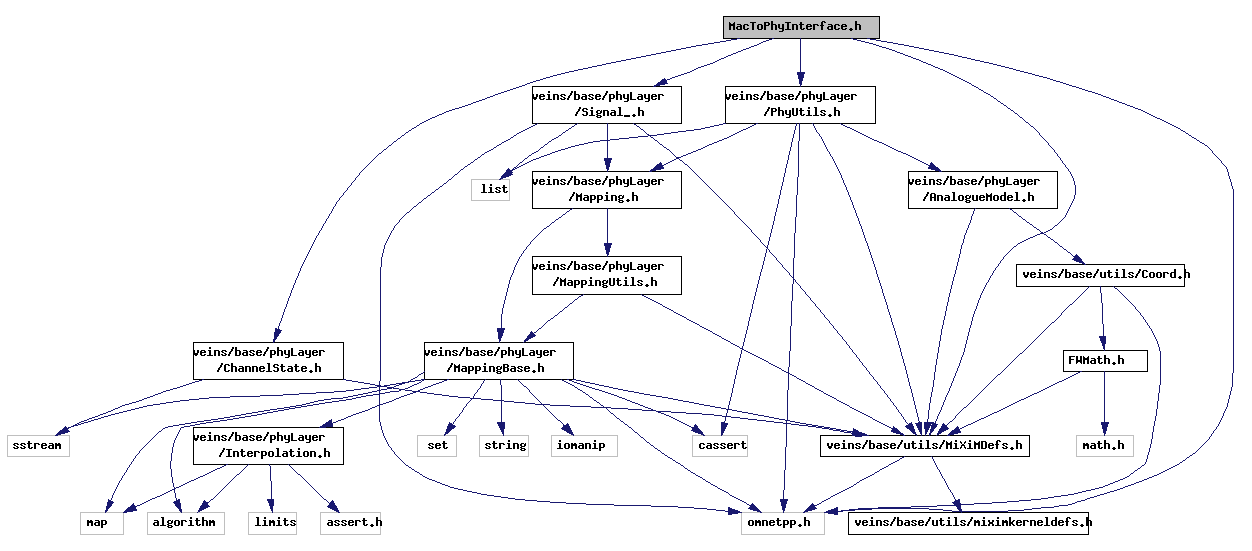 MacToPhyInterface.h
veins/base/phyLayer
/Signal_.h
veins/base/phyLayer
/PhyUtils.h
list
veins/base/phyLayer
/Mapping.h
veins/base/phyLayer
/AnalogueModel.h
veins/base/phyLayer
/MappingUtils.h
veins/base/utils/Coord.h
veins/base/phyLayer
/ChannelState.h
veins/base/phyLayer
/MappingBase.h
FWMath.h
sstream
veins/base/phyLayer
/Interpolation.h
set
string
iomanip
cassert
veins/base/utils/MiXiMDefs.h
math.h
map
algorithm
limits
assert.h
omnetpp.h
veins/base/utils/miximkerneldefs.h